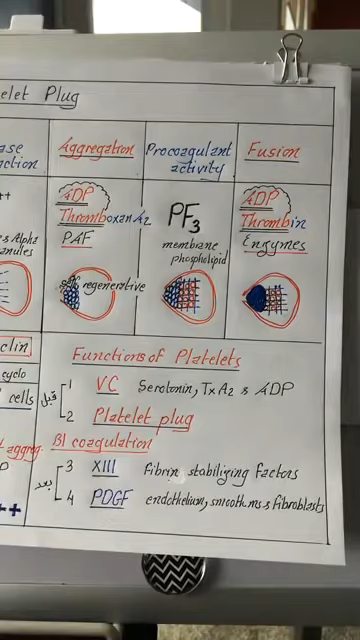 elet Plug
ase
action
Aggregation
Procoagulant
activity
Fusion
++
s Alpha
anules
ADP
Thromboxan A2
PAF
regenerative
PF3
membrane
phospholipid
ADP
Thrombin
Enzymes
clin
cyclo
cells
aggreg.
P
++
Functions of Platelets
قبل
1 VC Serotonin, TxA2 & ADP
2 Platelet plug
Bl coagulation
بعد
3 XIII fibrin stabilizing factors
4 PDGF endothelium, smooth ms & fibroblasts